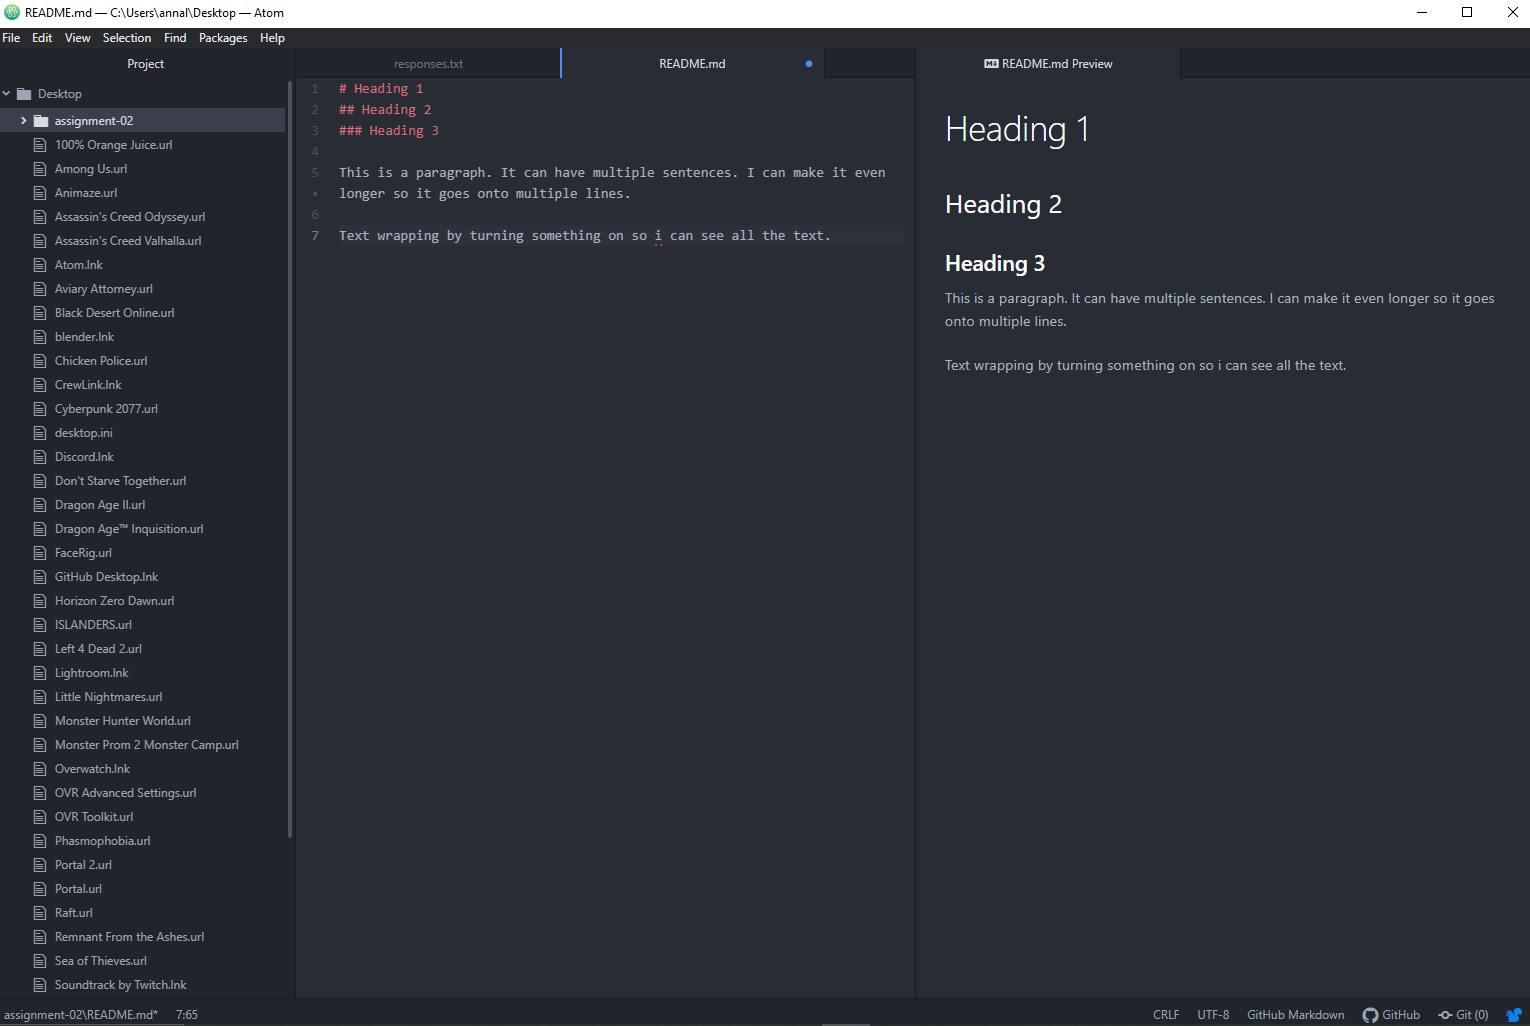 README.md — C:\Users\annal\Desktop — Atom
File Edit View Selection Find Packages Help
Project
Desktop
assignment-02
100% Orange Juice.url
Among Us.url
Animaze.url
Assassin's Creed Odyssey.url
Assassin's Creed Valhalla.url
Atom.lnk
Aviary Attorney.url
Black Desert Online.url
blender.lnk
Chicken Police.url
CrewLink.lnk
Cyberpunk 2077.url
desktop.ini
Discord.lnk
Don't Starve Together.url
Dragon Age II.url
Dragon Age™ Inquisition.url
FaceRig.url
GitHub Desktop.lnk
Horizon Zero Dawn.url
ISLANDERS.url
Left 4 Dead 2.url
Lightroom.lnk
Little Nightmares.url
Monster Hunter World.url
Monster Prom 2 Monster Camp.url
Overwatch.lnk
OVR Advanced Settings.url
OVR Toolkit.url
Phasmophobia.url
Portal 2.url
Portal.url
Raft.url
Remnant From the Ashes.url
Sea of Thieves.url
Soundtrack by Twitch.lnk
responses.txt
README.md
1 # Heading 1
2 ## Heading 2
3 ### Heading 3
4
5 This is a paragraph. It can have multiple sentences. I can make it even
• longer so it goes onto multiple lines.
6
7 Text wrapping by turning something on so i can see all the text.
README.md Preview
Heading 1
Heading 2
Heading 3
This is a paragraph. It can have multiple sentences. I can make it even longer so it goes
onto multiple lines.
Text wrapping by turning something on so i can see all the text.
assignment-02\README.md* 7:65
CRLF UTF-8 GitHub Markdown GitHub Git (0)